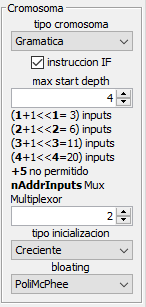 Cromosoma
tipo cromosoma
Gramatica
instruccion IF
max start depth
4
(1+1<<1= 3) inputs
(2+1<<2= 6) inputs
(3+1<<3=11) inputs
(4+1<<4=20) inputs
+5 no permitido
nAddrInputs Mux
Multiplexor
2
tipo inicializacion
Creciente
bloating
PoliMcPhee